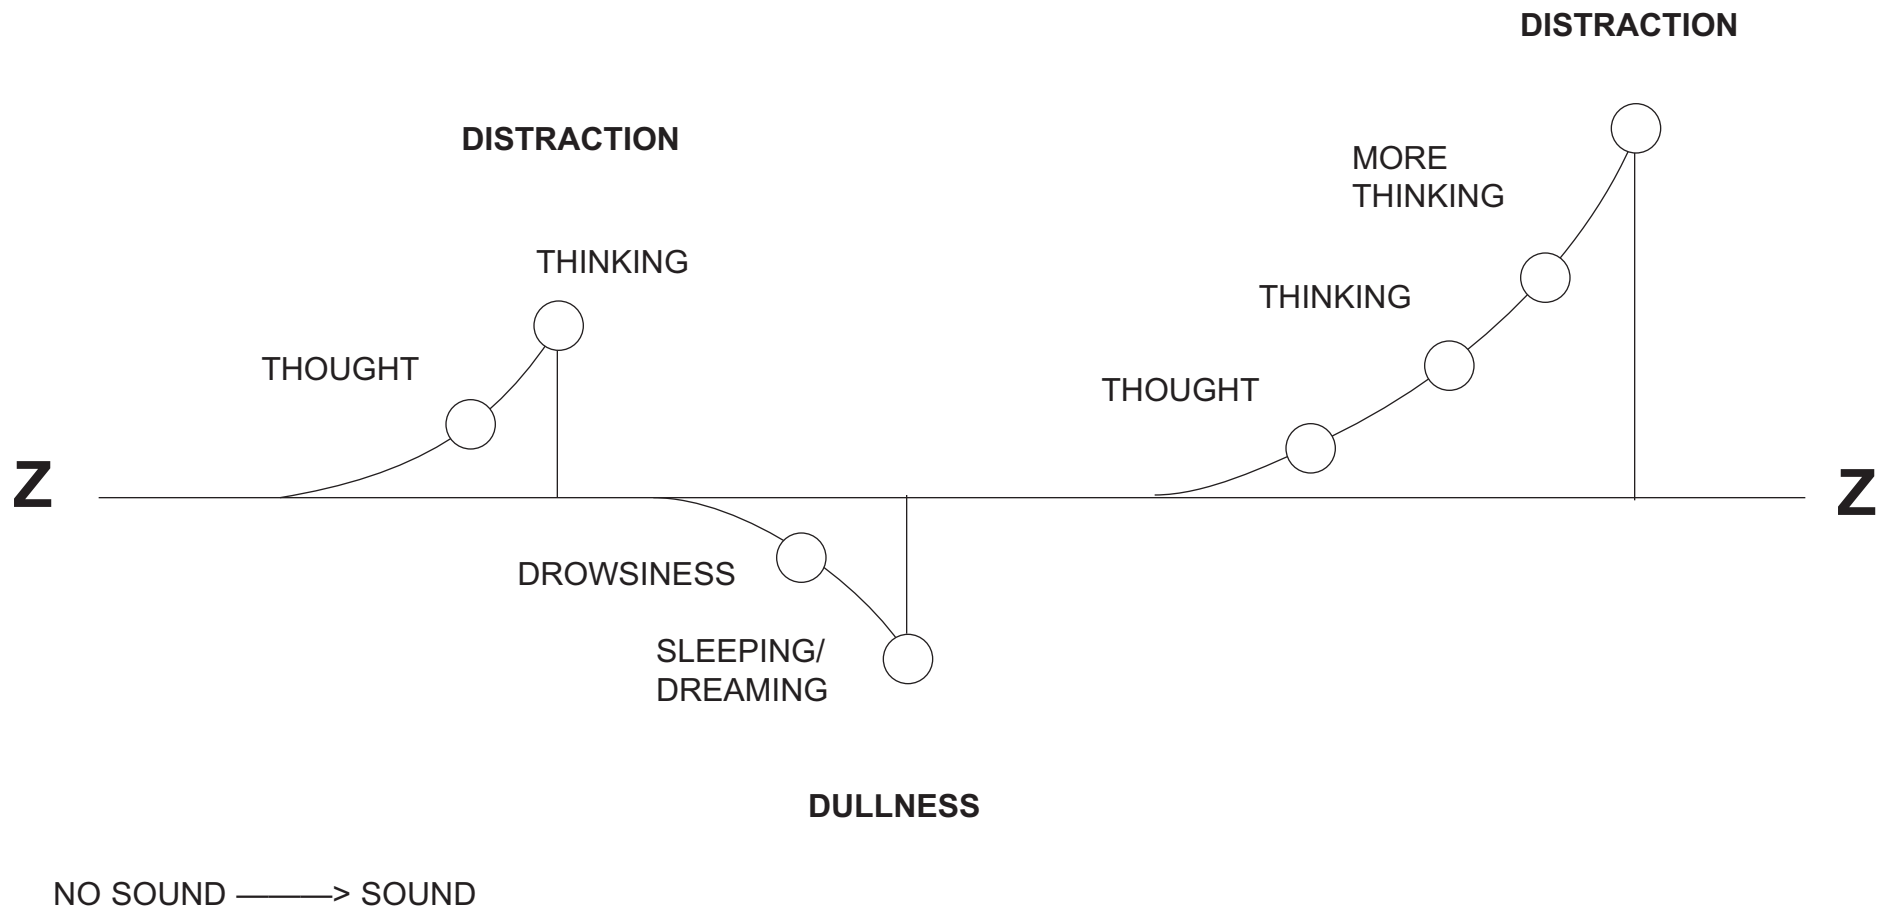 DISTRACTION
DISTRACTION
MORE
THINKING
THINKING
THINKING
THOUGHT
THOUGHT
Z
Z
DROWSINESS
SLEEPING/
DREAMING
DULLNESS
NO SOUND ———> SOUND